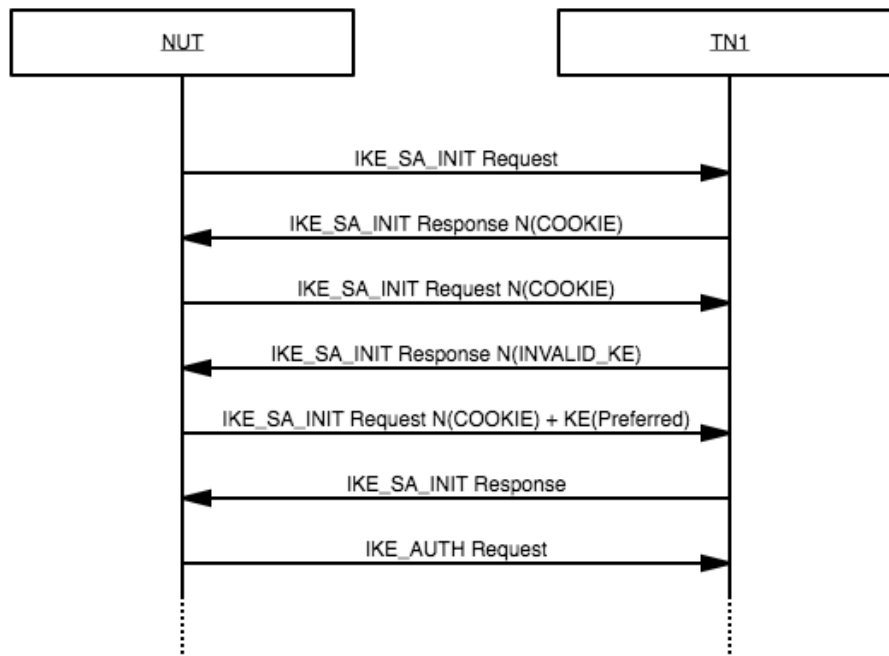 NUT
TN1
IKE_SA_INIT Request
IKE_SA_INIT Response N(COOKIE)
IKE_SA_INIT Request N(COOKIE)
IKE_SA_INIT Response N(INVALID_KE)
IKE_SA_INIT Request N(COOKIE) + KE(Preferred)
IKE_SA_INIT Response
IKE_AUTH Request